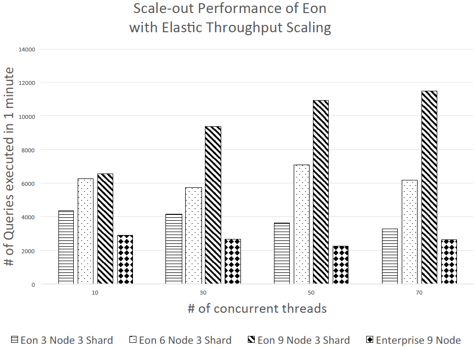 Scale-out Performance of Eon
with Elastic Throughput Scaling
# of Queries executed in 1 minute
14000
12000
10000
8000
6000
4000
2000
0
10
30
50
70
# of concurrent threads
Eon 3 Node 3 Shard
Eon 6 Node 3 Shard
Eon 9 Node 3 Shard
Enterprise 9 Node